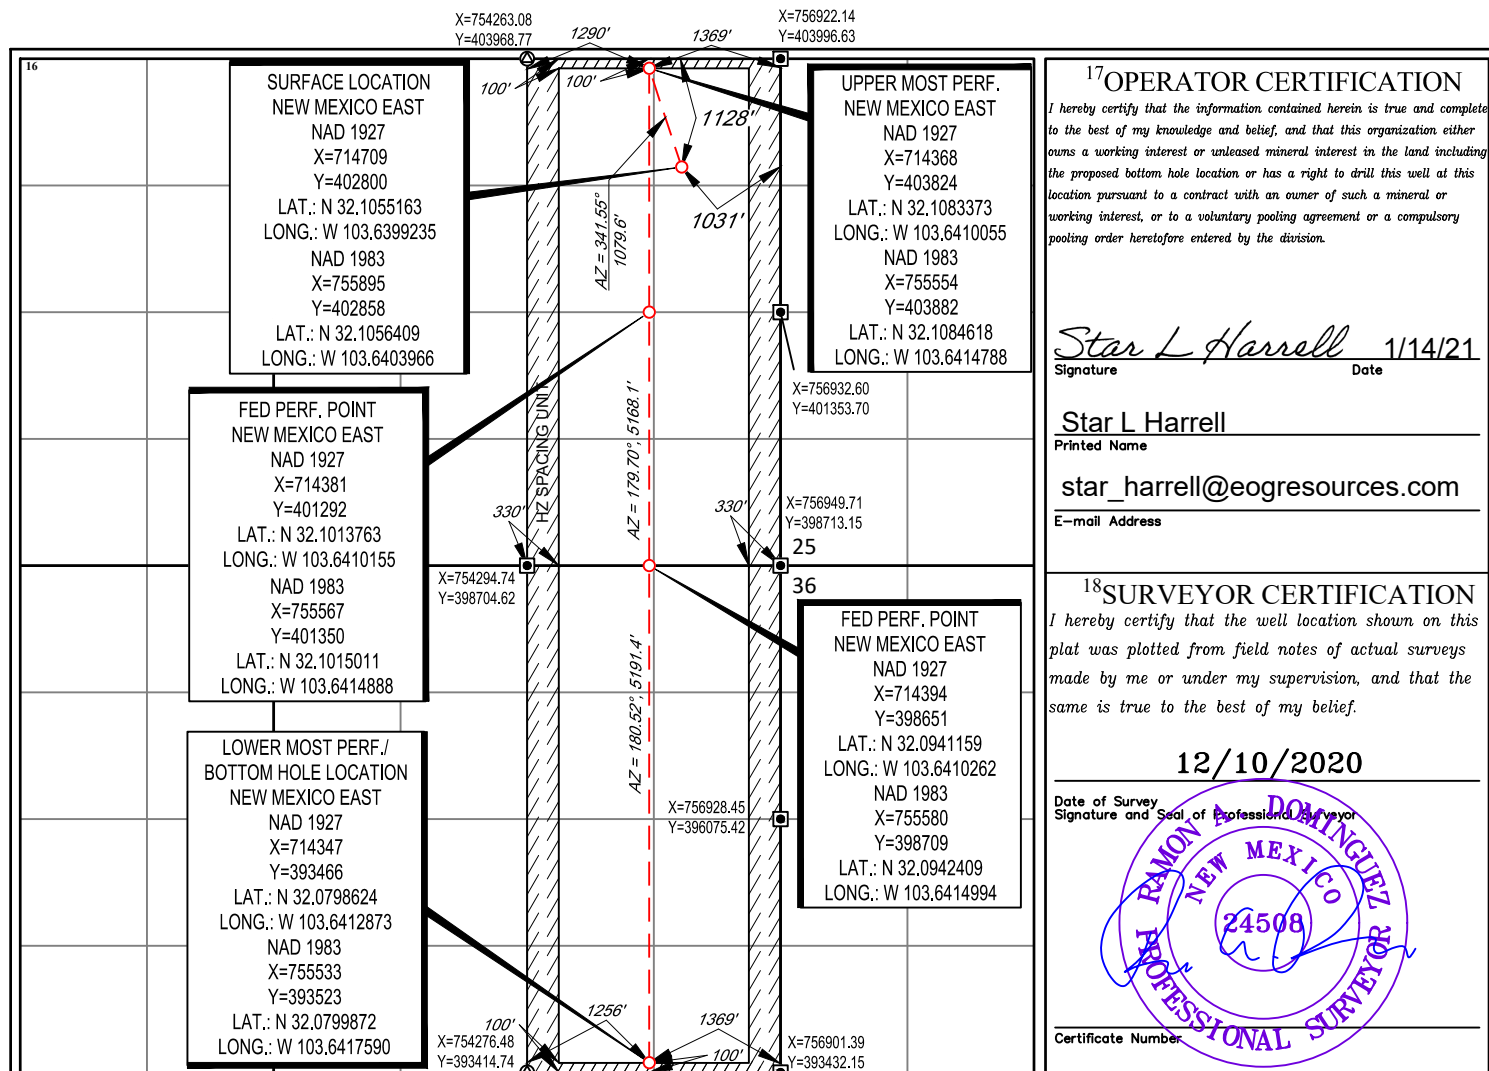 X=754263.08
Y=403968.77
1290'
1369'
X=756922.14
Y=403996.63
16
100'
100'
1128'
1031'
AZ = 341.55°
1079.6'
SURFACE LOCATION
NEW MEXICO EAST
NAD 1927
X=714709
Y=402800
LAT.: N 32.1055163
LONG.: W 103.6399235
NAD 1983
X=755895
Y=402858
LAT.: N 32.1056409
LONG.: W 103.6403966
UPPER MOST PERF.
NEW MEXICO EAST
NAD 1927
X=714368
Y=403824
LAT.: N 32.1083373
LONG.: W 103.6410055
NAD 1983
X=755554
Y=403882
LAT.: N 32.1084618
LONG.: W 103.6414788
X=756932.60
Y=401353.70
FED PERF. POINT
NEW MEXICO EAST
NAD 1927
X=714381
Y=401292
LAT.: N 32.1013763
LONG.: W 103.6410155
NAD 1983
X=755567
Y=401350
LAT.: N 32.1015011
LONG.: W 103.6414888
HZ SPACING UNIT
AZ = 179.70°, 5168.1'
330'
330'
X=756949.71
Y=398713.15
25
36
X=754294.74
Y=398704.62
FED PERF. POINT
NEW MEXICO EAST
NAD 1927
X=714394
Y=398651
LAT.: N 32.0941159
LONG.: W 103.6410262
NAD 1983
X=755580
Y=398709
LAT.: N 32.0942409
LONG.: W 103.6414994
AZ = 180.52°, 5191.4'
X=756928.45
Y=396075.42
LOWER MOST PERF./
BOTTOM HOLE LOCATION
NEW MEXICO EAST
NAD 1927
X=714347
Y=393466
LAT.: N 32.0798624
LONG.: W 103.6412873
NAD 1983
X=755533
Y=393523
LAT.: N 32.0799872
LONG.: W 103.6417590
1256'
1369'
100'
100'
X=754276.48
Y=393414.74
X=756901.39
Y=393432.15
17 OPERATOR CERTIFICATION
I hereby certify that the information contained herein is true and complete
to the best of my knowledge and belief, and that this organization either
owns a working interest or unleased mineral interest in the land including
the proposed bottom hole location or has a right to drill this well at this
location pursuant to a contract with an owner of such a mineral or
working interest, or to a voluntary pooling agreement or a compulsory
pooling order heretofore entered by the division.
Star L Harrell 1/14/21
Signature Date
Star L Harrell
Printed Name
star_harrell@eogresources.com
E-mail Address
18 SURVEYOR CERTIFICATION
I hereby certify that the well location shown on this
plat was plotted from field notes of actual surveys
made by me or under my supervision, and that the
same is true to the best of my belief.
12/10/2020
Date of Survey
Signature and Seal of Professional Surveyor
RAMON A. DOMINGUEZ
NEW MEXICO
24508
PROFESSIONAL SURVEYOR
Certificate Number